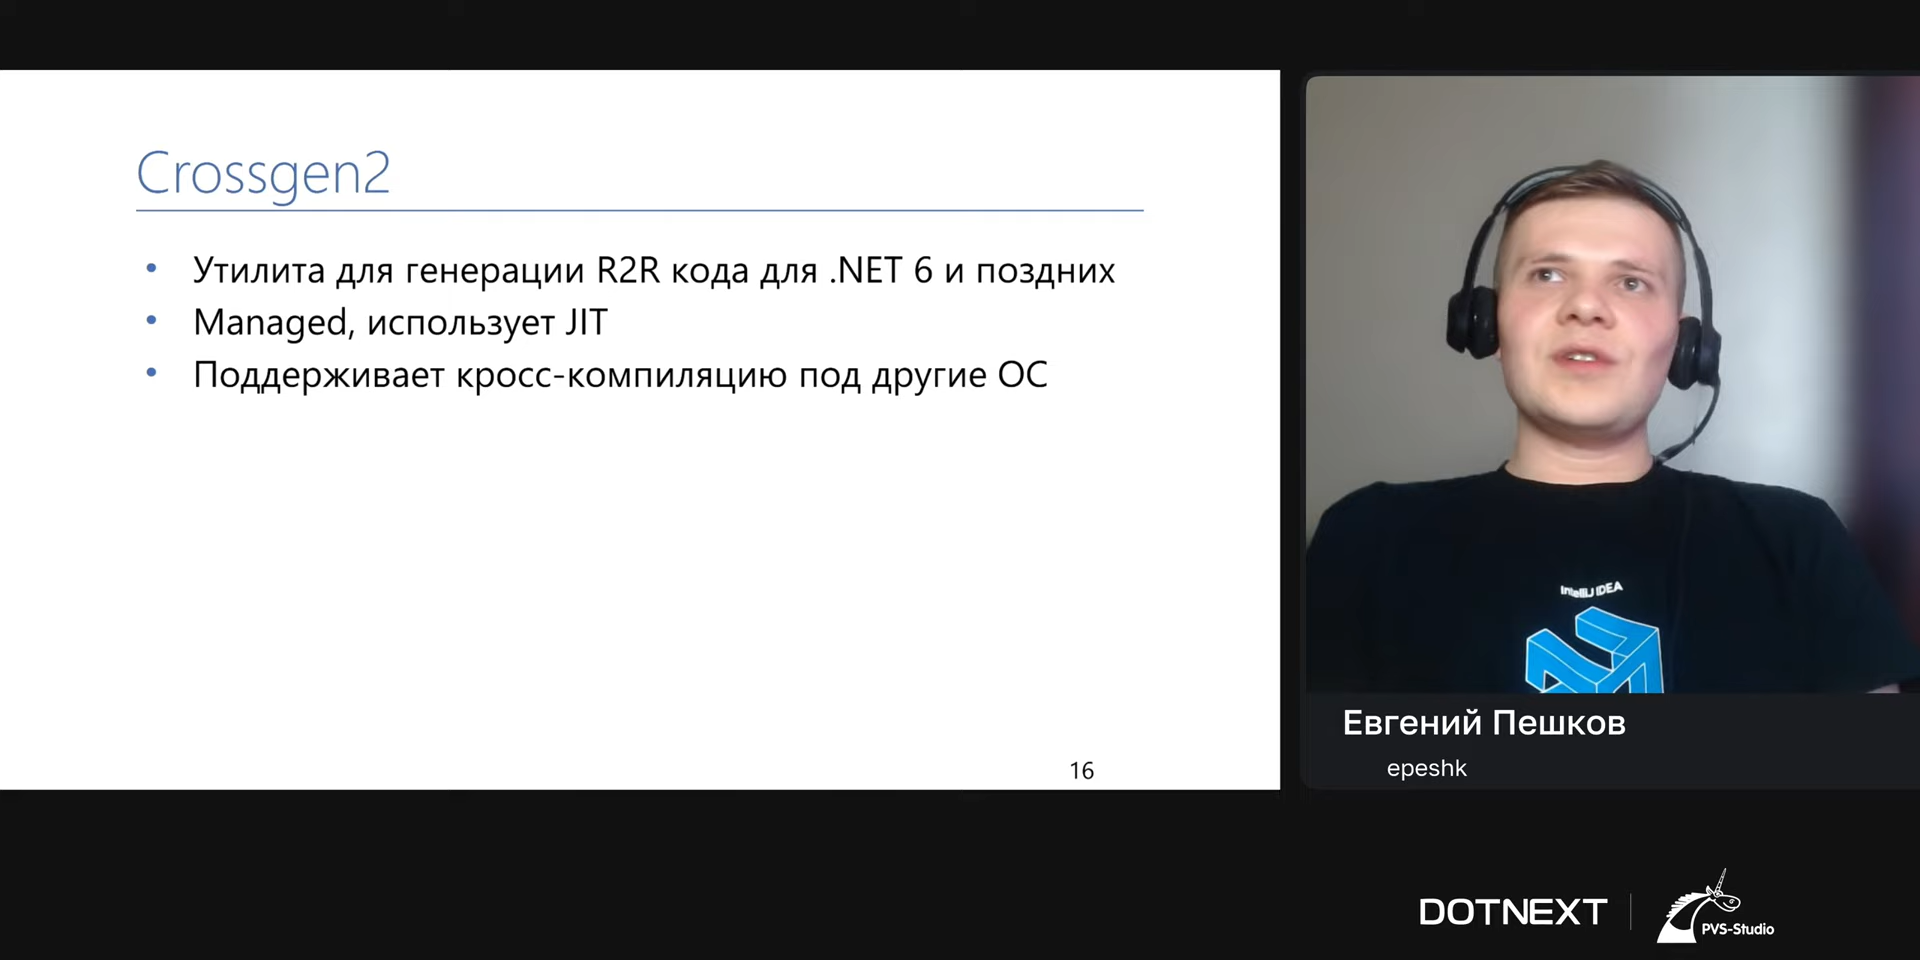 Crossgen2
• Утилита для генерации R2R кода для .NET 6 и поздних
• Managed, использует JIT
• Поддерживает кросс-компиляцию под другие ОС
16
IntelliJ IDEA
Евгений Пешков
epeshk
DOTNEXT
PVS-Studio